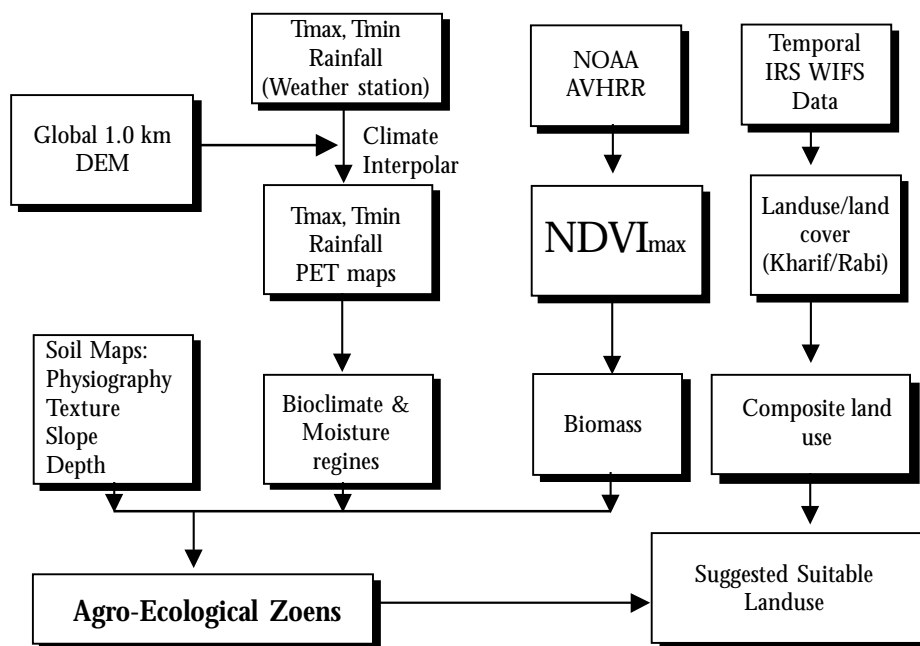 Tmax, Tmin
Rainfall
(Weather station)
NOAA
AVHRR
Temporal
IRS WIFS
Data
Global 1.0 km
DEM
Climate
Interpolar
Tmax, Tmin
Rainfall
PET maps
NDVImax
Landuse/land
cover
(Kharif/Rabi)
Soil Maps:
Physiography
Texture
Slope
Depth
Bioclimate &
Moisture
regines
Biomass
Composite land
use
Agro-Ecological Zoens
Suggested Suitable
Landuse